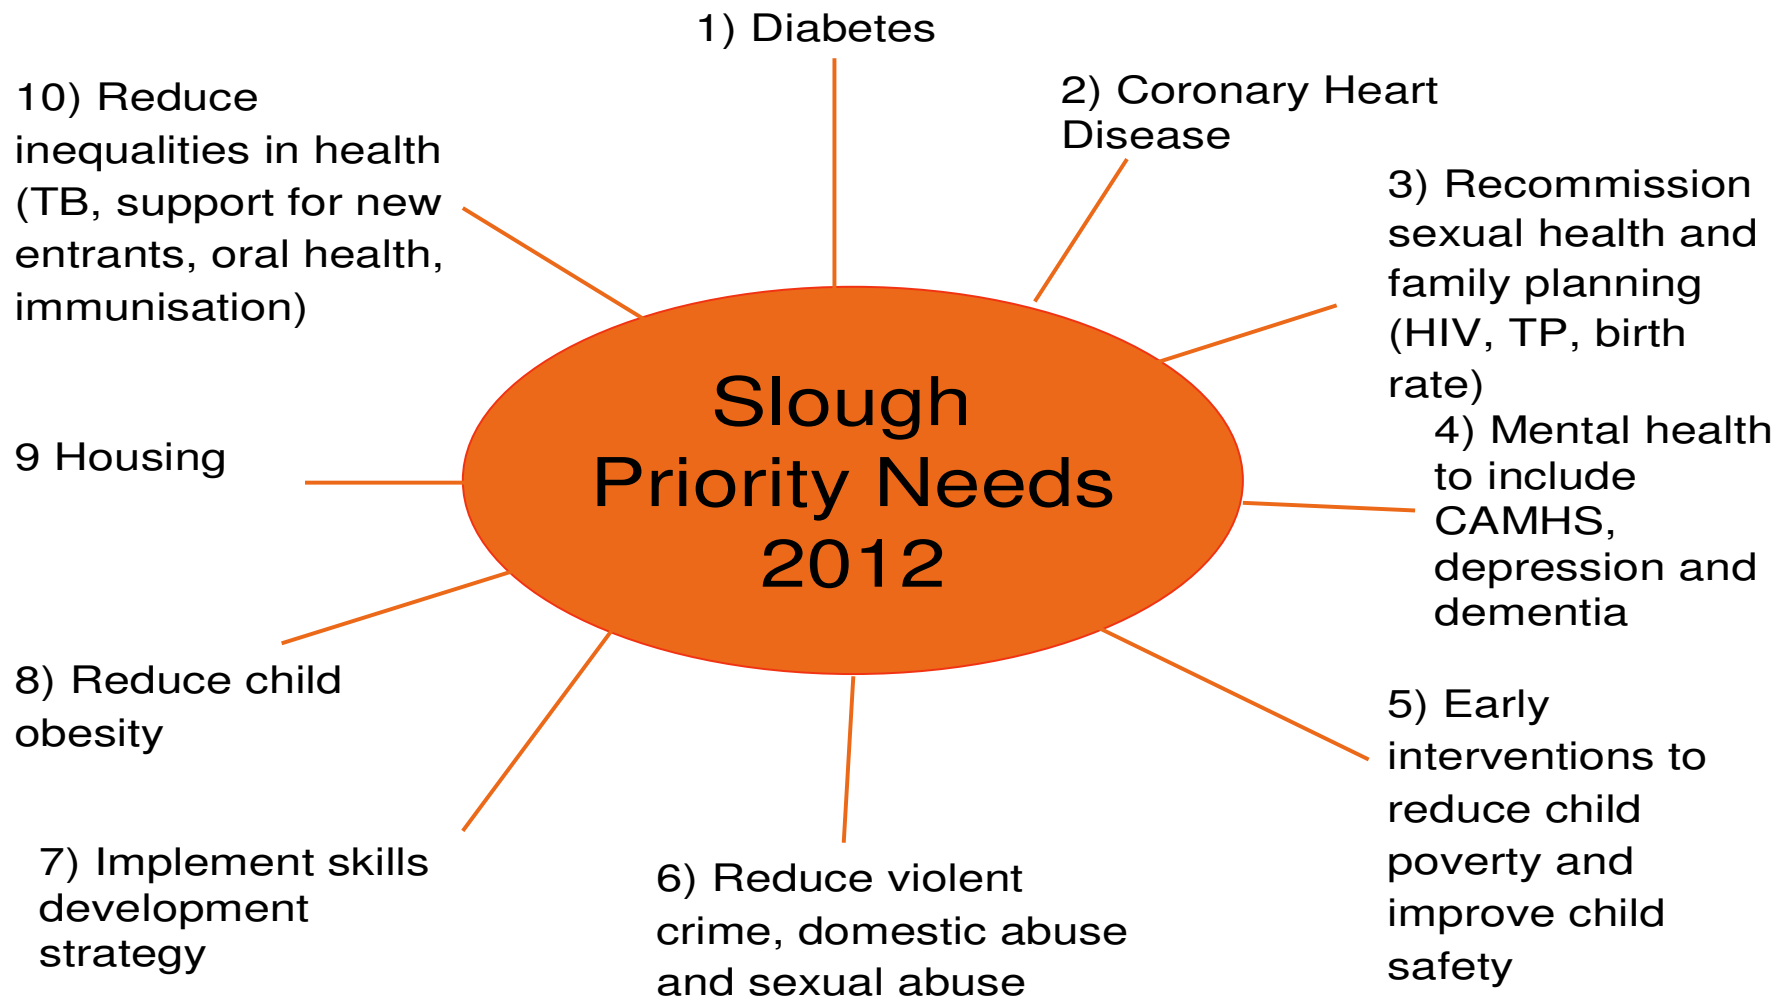 1) Diabetes
2) Coronary Heart
Disease
3) Recommission
sexual health and
family planning
(HIV, TP, birth
rate)
4) Mental health
to include
CAMHS,
depression and
dementia
5) Early
interventions to
reduce child
poverty and
improve child
safety
6) Reduce violent
crime, domestic abuse
and sexual abuse
7) Implement skills
development
strategy
8) Reduce child
obesity
9 Housing
10) Reduce
inequalities in health
(TB, support for new
entrants, oral health,
immunisation)
Slough
Priority Needs
2012